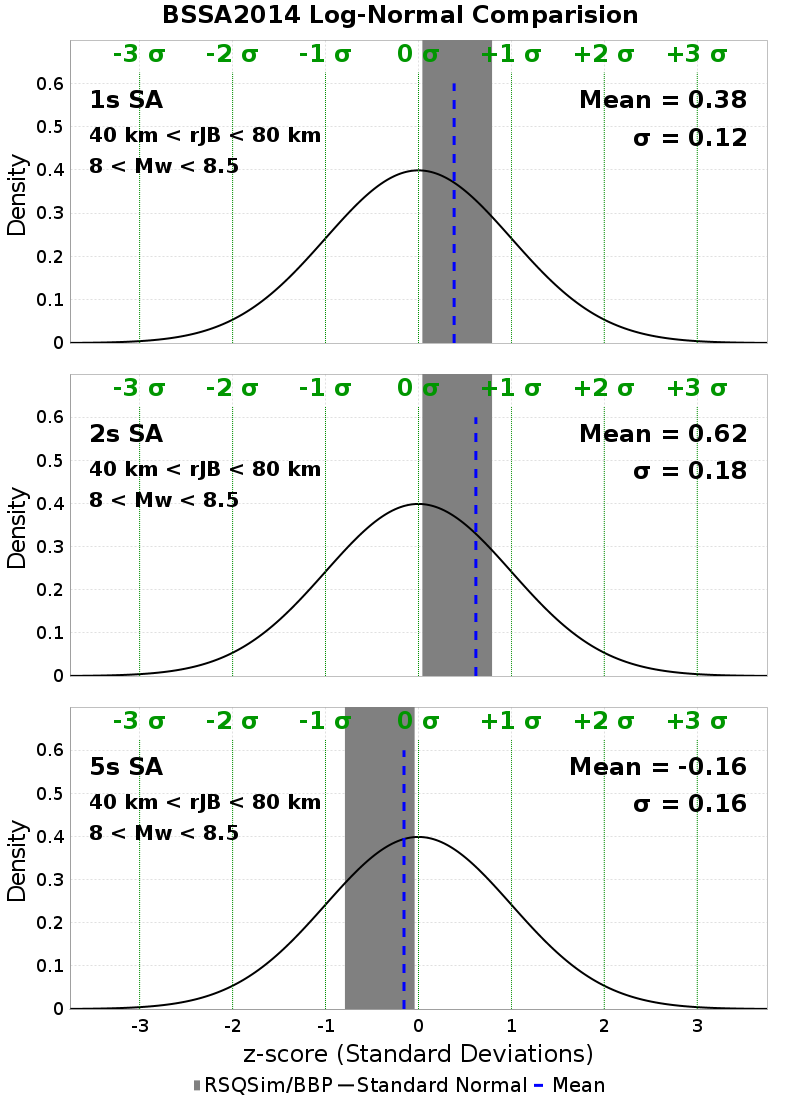 BSSA2014 Log-Normal Comparision
-3 σ -2 σ -1 σ 0 σ +1 σ +2 σ +3 σ
1s SA
40 km < rJB < 80 km
8 < Mw < 8.5
Mean = 0.38
σ = 0.12
Density
0.6
0.5
0.4
0.3
0.2
0.1
0
-3 σ -2 σ -1 σ 0 σ +1 σ +2 σ +3 σ
2s SA
40 km < rJB < 80 km
8 < Mw < 8.5
Mean = 0.62
σ = 0.18
Density
0.6
0.5
0.4
0.3
0.2
0.1
0
-3 σ -2 σ -1 σ 0 σ +1 σ +2 σ +3 σ
5s SA
40 km < rJB < 80 km
8 < Mw < 8.5
Mean = -0.16
σ = 0.16
Density
0.6
0.5
0.4
0.3
0.2
0.1
0
-3 -2 -1 0 1 2 3
z-score (Standard Deviations)
RSQSim/BBP Standard Normal Mean